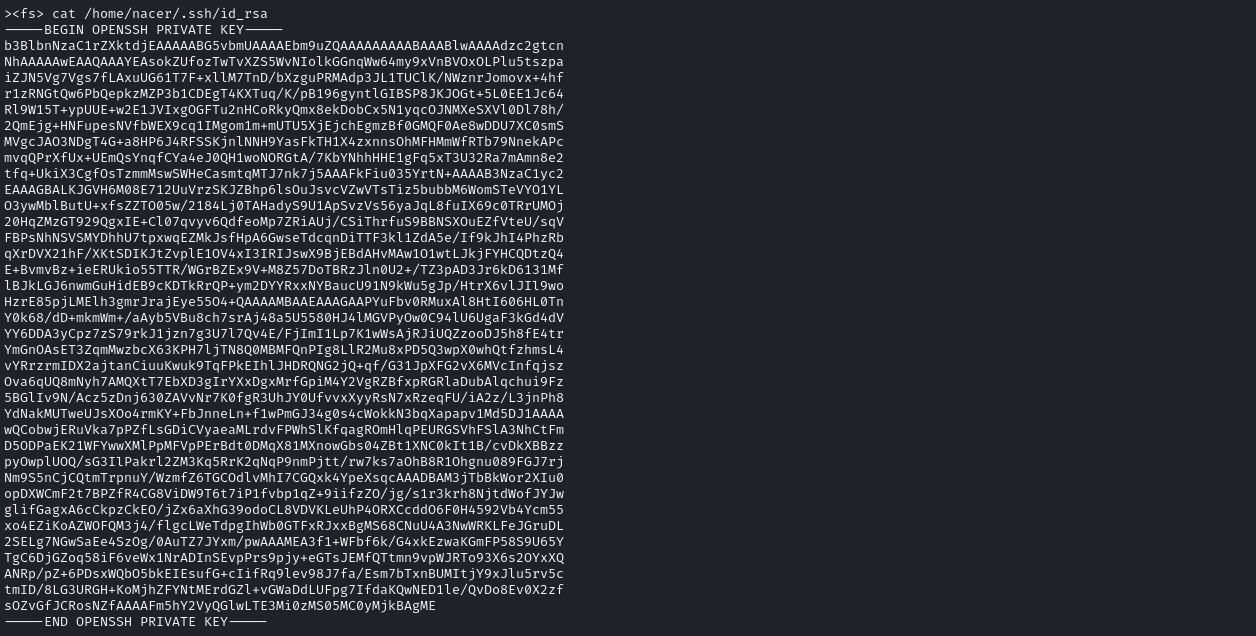 ><fs> cat /home/nacer/.ssh/id_rsa
-----BEGIN OPENSSH PRIVATE KEY-----
b3BlbnNzaC1rZXktdjEAAAAABG5vbmUAAAAEbm9uZQAAAAAAAAABAAABlwAAAAdzc2gtcn
NhAAAAAwEAAQAAAYEAsokZUfozTwTvXZS5WvNIolkGGnqWw64my9xVnBVOxOLPlu5tszpa
iZJN5Vg7Vgs7fLAxuUG61T7F+xllM7TnD/bXzguPRMAdp3JL1TUClK/NWznrJomovx+4hf
r1zRNGtQw6PbQepkzMZP3b1CDEgT4KXTuq/K/pB196gyntlGIBSP8JKJOGt+5L0EE1Jc64
Rl9W15T+ypUUE+w2E1JVIxgOGFTu2nHCoRkyQmx8ekDobCx5N1yqcOJNMXeSXVl0Dl78h/
2QmEjg+HNFupesNVfbWEX9cq1IMgom1m+mUTU5XjEjchEgmzBf0GMQF0Ae8wDDU7XC0smS
MVgcJAO3NDgT4G+a8HP6J4RFSSKjnlNNH9YasFkTH1X4zxnnsOhMFHMmWfRTb79NnekAPc
mvqQPrXfUx+UEmQsYnqfCYa4eJ0QH1woNORGtA/7KbYNhhHHE1gFq5xT3U32Ra7mAmn8e2
tfq+UkiX3CgfOsTzmmMswSWHeCasmtqMTJ7nk7j5AAAFkFiu035YrtN+AAAAB3NzaC1yc2
EAAAGBALKJGVH6M08E712UuVrzSKJZBhp6lsOuJsvcVZwVTsTiz5bubbM6WomSTeVYO1YL
O3ywMblButU+xfsZZTO05w/2184Lj0TAHadyS9U1ApSvzVs56yaJqL8fuIX69c0TRrUMOj
20HqZMzGT929QgxIE+Cl07qvyv6QdfeoMp7ZRiAUj/CSiThrfuS9BBNSXOuEZfVteU/sqV
FBPsNhNSVSMYDhhU7tpxwqEZMkJsfHpA6GwseTdcqnDiTTF3kl1ZdA5e/If9kJhI4PhzRb
qXrDVX21hF/XKtSDIKJtZvplE1OV4xI3IRIJswX9BjEBdAHvMAw1O1wtLJkjFYHCQDtzQ4
E+BvmvBz+ieERUkio55TTR/WGrBZEx9V+M8Z57DoTBRzJln0U2+/TZ3pAD3Jr6kD6131Mf
lBJkLGJ6nwmGuHidEB9cKDTkRrQP+ym2DYYRxxNYBaucU91N9kWu5gJp/HtrX6vlJIl9wo
HzrE85pjLMElh3gmrJrajEye55O4+QAAAAMBAAEAAAGAAPYuFbv0RMuxAl8HtI606HL0Tn
Y0k68/dD+mkmWm+/aAyb5VBu8ch7srAj48a5U5580HJ4lMGVPyOw0C94lU6UgaF3kGd4dV
YY6DDA3yCpz7zS79rkJ1jzn7g3U7l7Qv4E/FjImI1Lp7K1wWsAjRJiUQZzooDJ5h8fE4tr
YmGnOAsET3ZqmMwzbcX63KPH7ljTN8Q0MBMFQnPIg8LlR2Mu8xPD5Q3wpX0whQtfzhmsL4
vYRrzrmIDX2ajtanCiuuKwuk9TqFPkEIhlJHDRQNG2jQ+qf/G31JpXFG2vX6MVcInfqjsz
Ova6qUQ8mNyh7AMQXtT7EbXD3gIrYXxDgxMrfGpiM4Y2VgRZBfxpRGRlaDubAlqchui9Fz
5BGlIv9N/Acz5zDnj630ZAVvNr7K0fgR3UhJY0UfvvxXyyRsN7xRzeqFU/iA2z/L3jnPh8
YdNakMUTweUJsXOo4rmKY+FbJnneLn+f1wPmGJ34g0s4cWokkN3bqXapapv1Md5DJ1AAAA
wQCobwjERuVka7pPZfLsGDiCVyaeaMLrdvFPWhSlKfqagROmHlqPEURGSVhFSlA3NhCtFm
D5ODPaEK21WFYwwXMlPpMFVpPErBdt0DMqX81MXnowGbs04ZBt1XNC0kIt1B/cvDkXBBzz
pyOwplUOQ/sG3IlPakrl2ZM3Kq5RrK2qNqP9nmPjtt/rw7ks7aOhB8R1Ohgnu089FGJ7rj
Nm9S5nCjCQtmTrpnuY/WzmfZ6TGCOdlvMhI7CGQxk4YpeXsqcAAADBAM3jTbBkWor2XIu0
opDXWCmF2t7BPZfR4CG8ViDW9T6t7iP1fvbp1qZ+9iifzZO/jg/s1r3krh8NjtdWofJYJw
glifGagxA6cCkpzCkEO/jZx6aXhG39odoCL8VDVKLeUhP4ORXCcddO6F0H4592Vb4Ycm55
xo4EZiKoAZWOFQM3j4/flgcLWeTdpgIhWb0GTFxRJxxBgMS68CNuU4A3NwWRKLFeJGruDL
2SELg7NGwSaEe4SzOg/0AuTZ7JYxm/pwAAAMEA3f1+WFbf6k/G4xkEzwaKGmFP58S9U65Y
TgC6DjGZoq58iF6veWx1NrADInSEvpPrs9pjy+eGTsJEMfQTtmn9vpWJRTo93X6s2OYxXQ
ANRp/pZ+6PDsxWQbO5bkEIEsufG+cIifRq9lev98J7fa/Esm7bTxnBUMItjY9xJlu5rv5c
tmID/8LG3URGH+KoMjhZFYNtMErdGZl+vGWaDdLUFpg7IfdaKQwNED1le/QvDo8Ev0X2zf
sOZvGfJCRosNZfAAAAFm5hY2VyQGlwLTE3Mi0zMS05MC0yMjkBAgME
-----END OPENSSH PRIVATE KEY-----